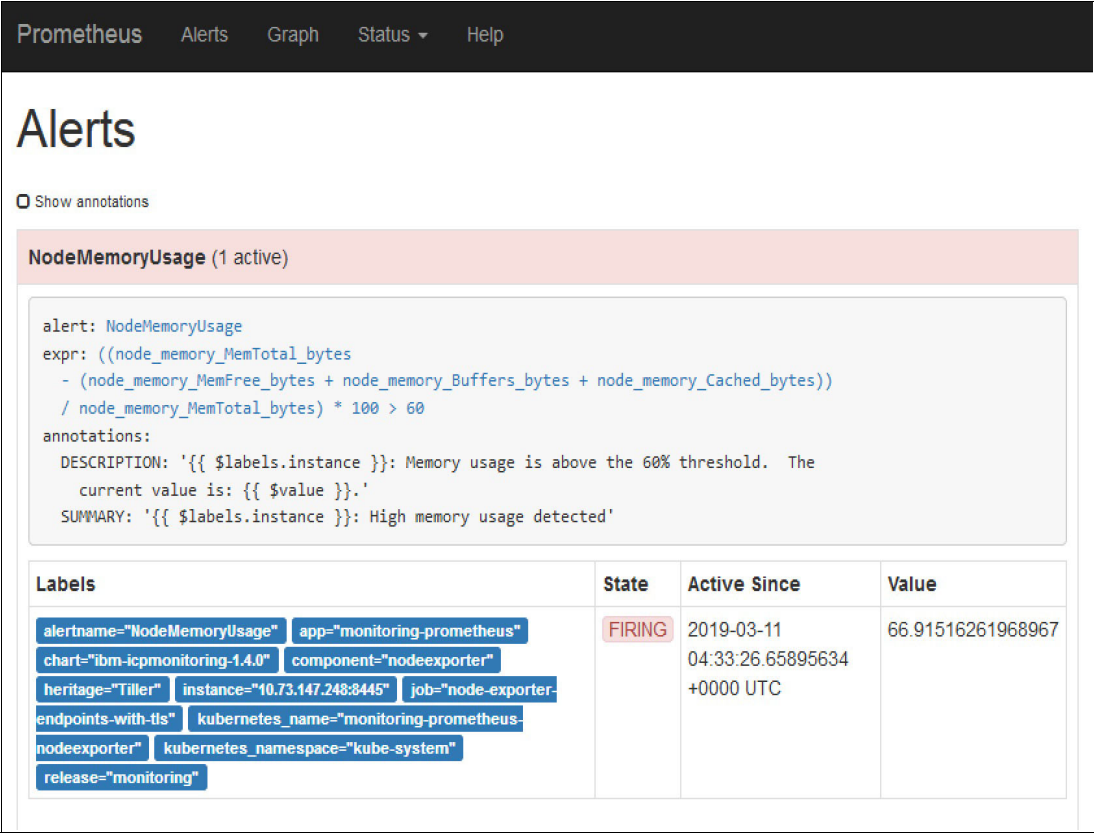 Prometheus Alerts Graph Status Help
Alerts
Show annotations
NodeMemoryUsage (1 active)
alert: NodeMemoryUsage
expr: ((node_memory_MemTotal_bytes
- (node_memory_MemFree_bytes + node_memory_Buffers_bytes + node_memory_Cached_bytes))
/ node_memory_MemTotal_bytes) * 100 > 60
annotations:
DESCRIPTION: '{{ $labels.instance }}: Memory usage is above the 60% threshold.  The
current value is: {{ $value }}.'
SUMMARY: '{{ $labels.instance }}: High memory usage detected'
Labels State Active Since Value
alertname="NodeMemoryUsage" app="monitoring-prometheus" FIRING 2019-03-11 66.91516261968967
chart="ibm-icpmonitoring-1.4.0" component="nodeexporter" 04:33:26.65895634
heritage="Tiller" instance="10.73.147.248:8445" job="node-exporter- +0000 UTC
endpoints-with-tls" kubernetes_name="monitoring-prometheus-
nodeexporter" kubernetes_namespace="kube-system"
release="monitoring"